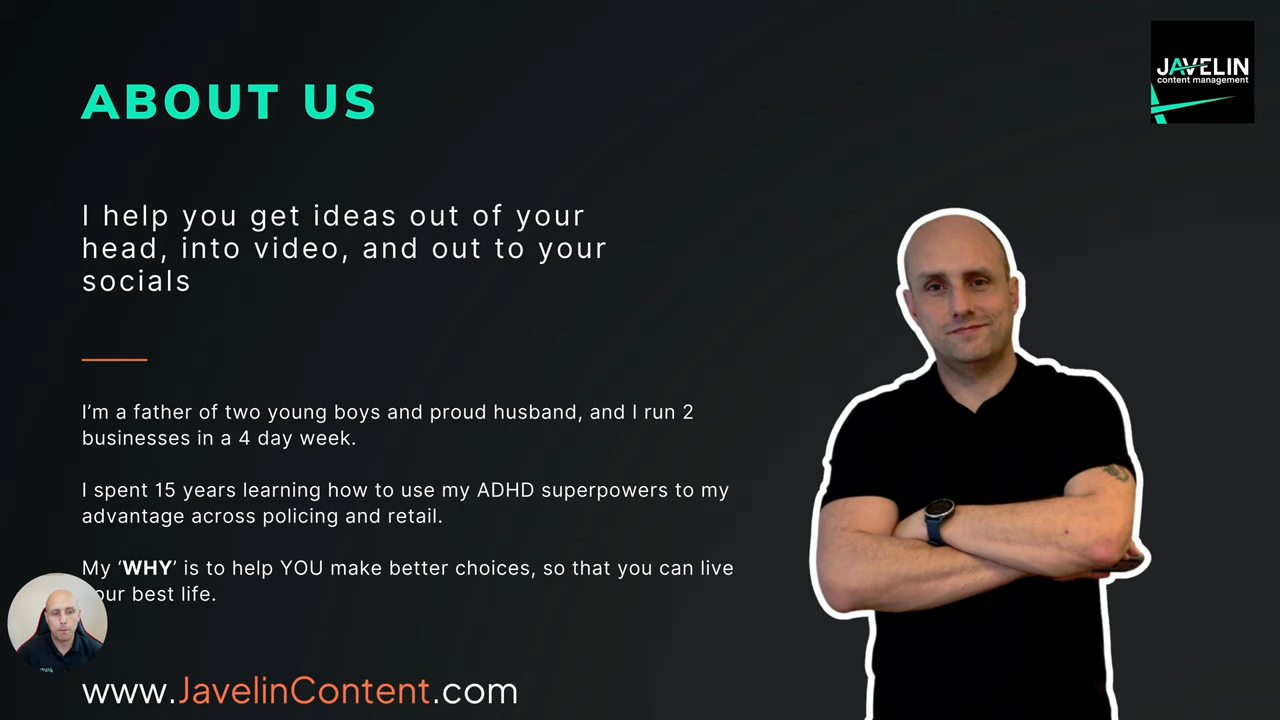 JAVELIN
content management
ABOUT US
I help you get ideas out of your
head, into video, and out to your
socials
I'm a father of two young boys and proud husband, and I run 2
businesses in a 4 day week.
I spent 15 years learning how to use my ADHD superpowers to my
advantage across policing and retail.
My ‘WHY’ is to help YOU make better choices, so that you can live
our best life.
www.JavelinContent.com